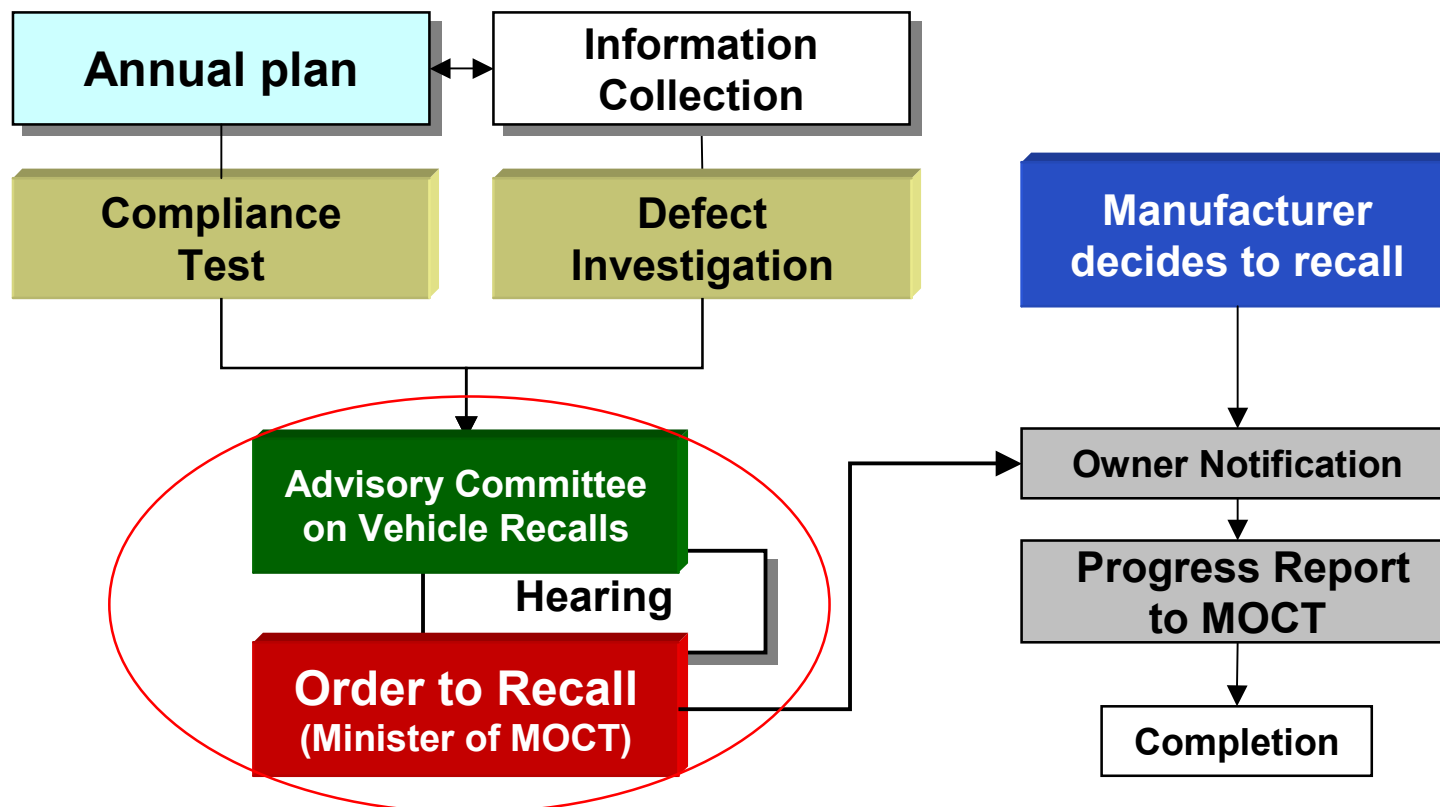 Annual plan
Information
Collection
Compliance
Test
Defect
Investigation
Manufacturer
decides to recall
Advisory Committee
on Vehicle Recalls
Hearing
Order to Recall
(Minister of MOCT)
Owner Notification
Progress Report
to MOCT
Completion